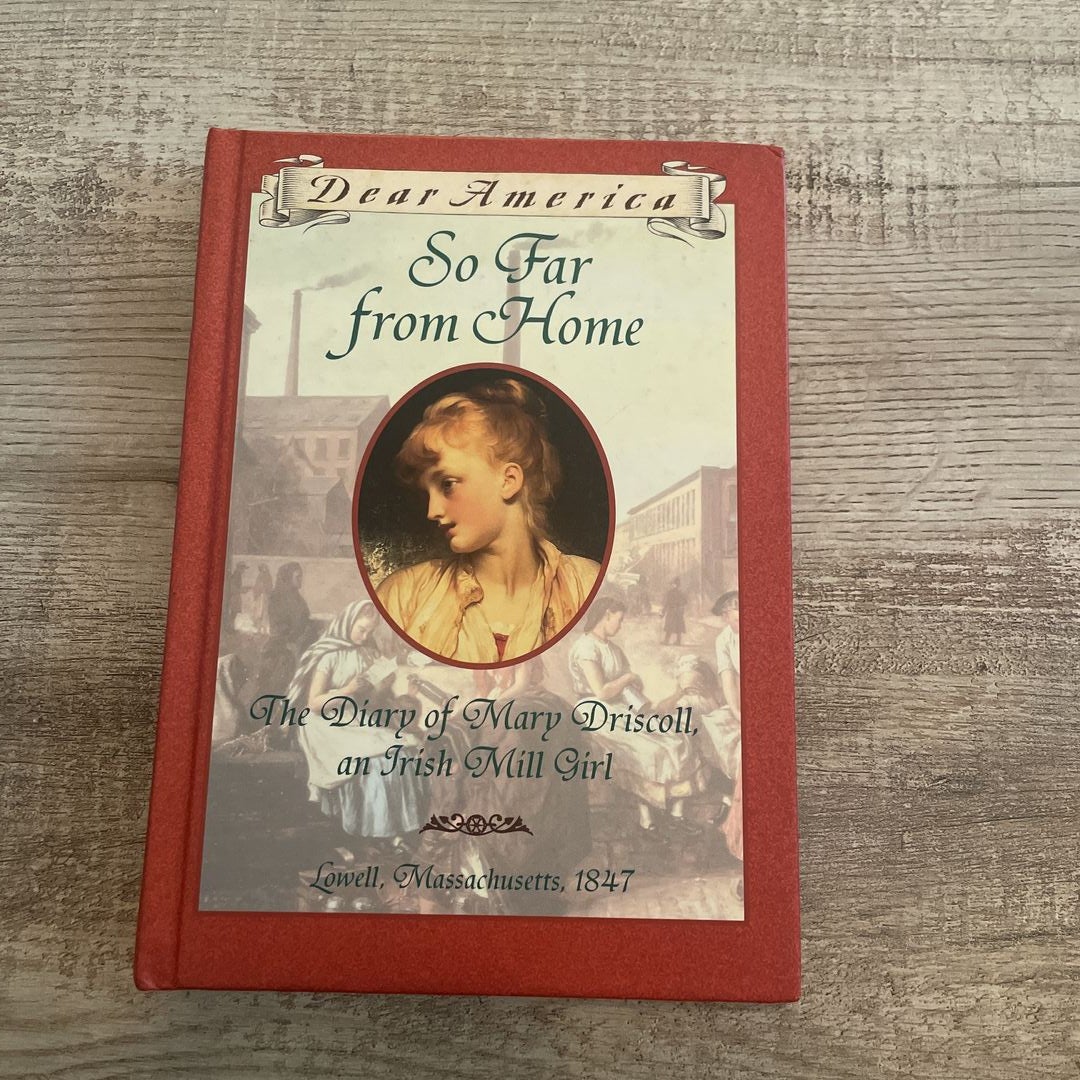 Dear America
So Far
from Home
The Diary of Mary Driscoll,
an Irish Mill Girl
Lowell, Massachusetts, 1847